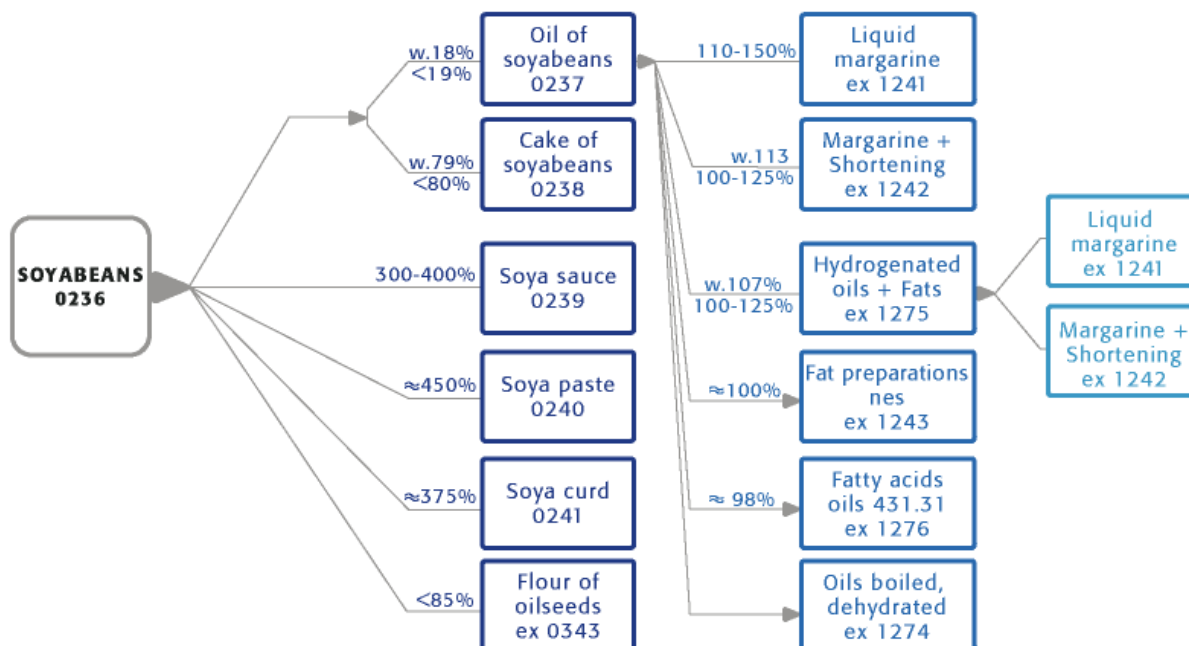 SOYABEANS
0236
w.18%
<19%
Oil of
soyabeans
0237
w.79%
<80%
Cake of
soyabeans
0238
300-400%
Soya sauce
0239
≈450%
Soya paste
0240
≈375%
Soya curd
0241
<85%
Flour of
oilseeds
ex 0343
110-150%
Liquid
margarine
ex 1241
w.113
100-125%
Margarine +
Shortening
ex 1242
w.107%
100-125%
Hydrogenated
oils + Fats
ex 1275
≈100%
Fat preparations
nes
ex 1243
≈ 98%
Fatty acids
oils 431.31
ex 1276
Oils boiled,
dehydrated
ex 1274
Liquid
margarine
ex 1241
Margarine +
Shortening
ex 1242